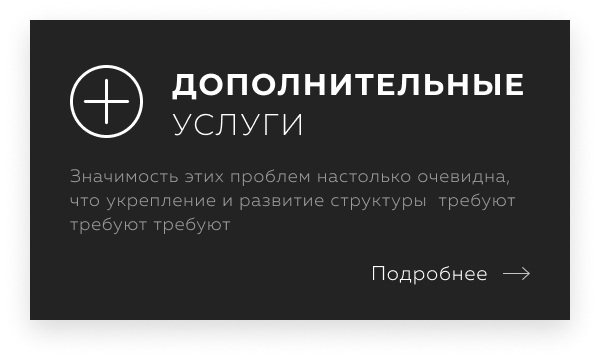 ДОПОЛНИТЕЛЬНЫЕ
УСЛУГИ
Значимость этих проблем настолько очевидна,
что укрепление и развитие структуры  требуют
требуют требуют
Подробнее